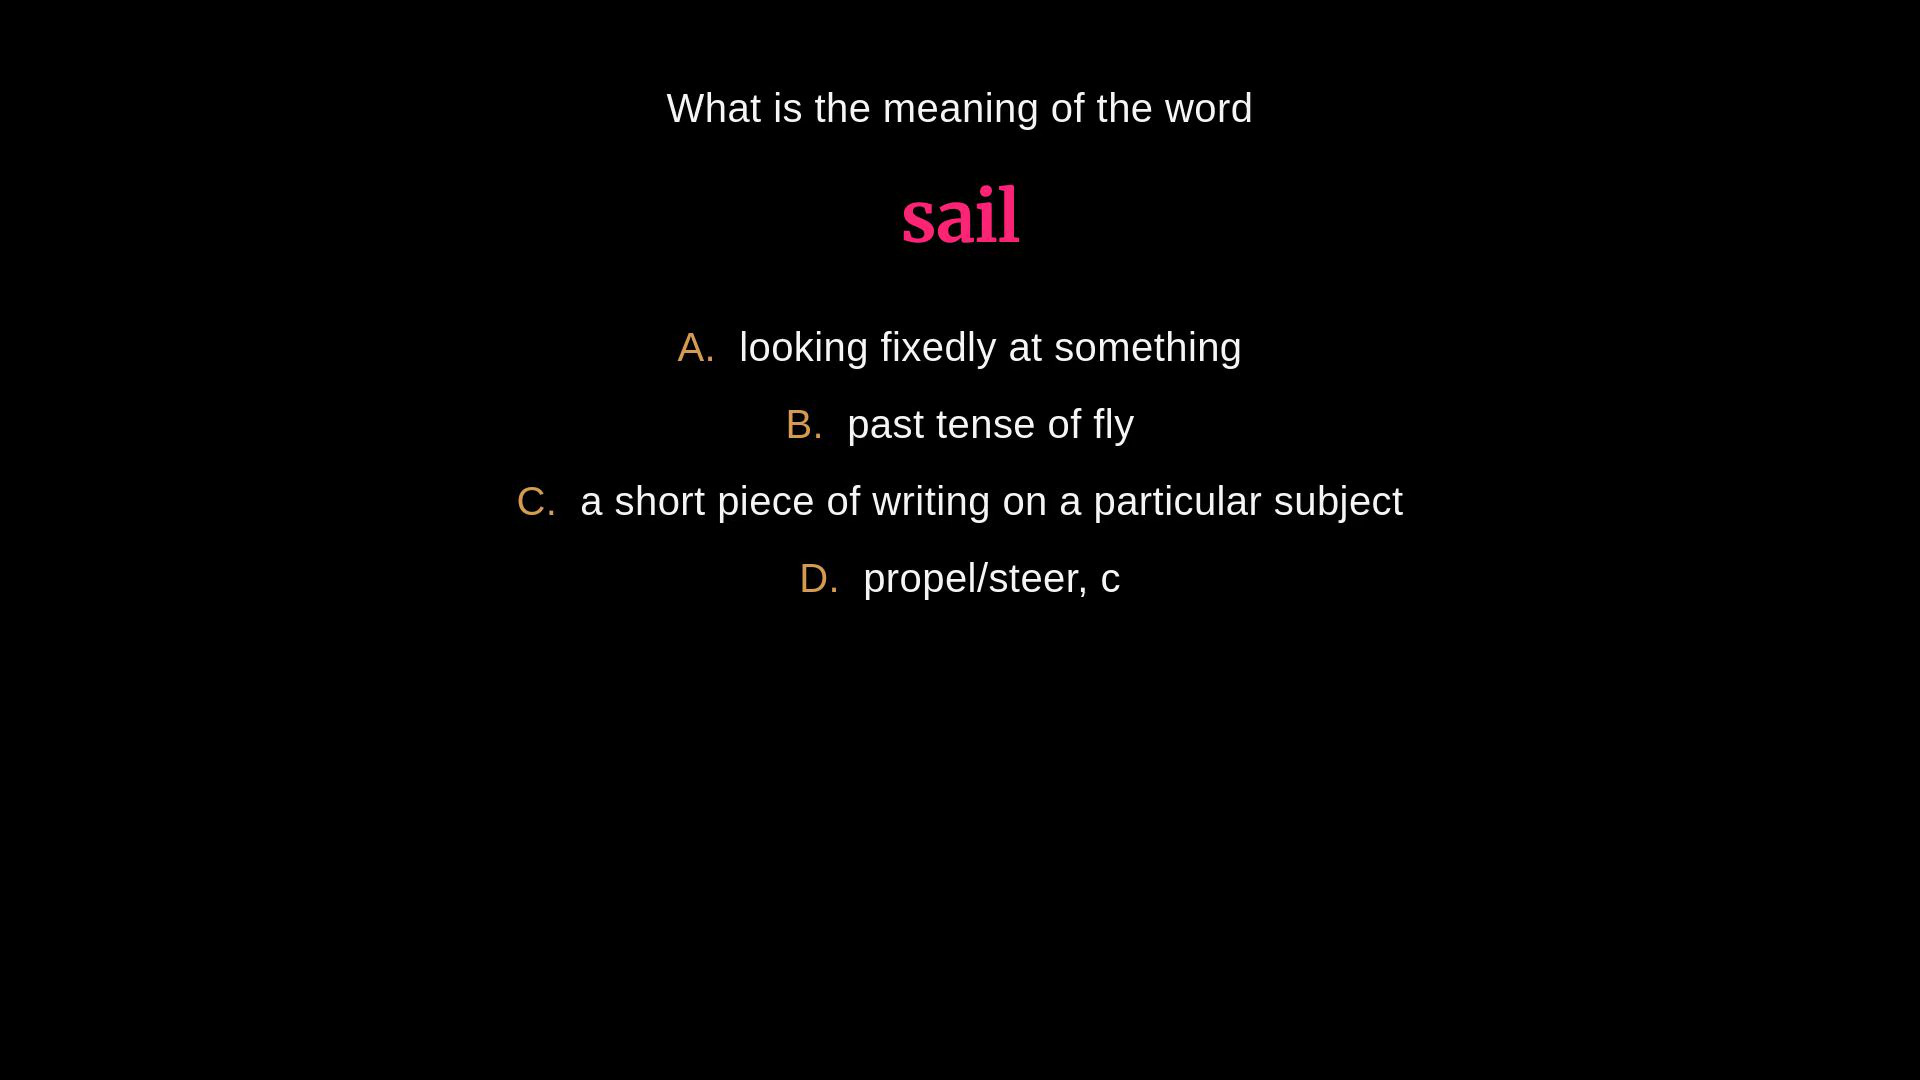 What is the meaning of the word
sail
A. looking fixedly at something
B. past tense of fly
C. a short piece of writing on a particular subject
D. propel/steer, c